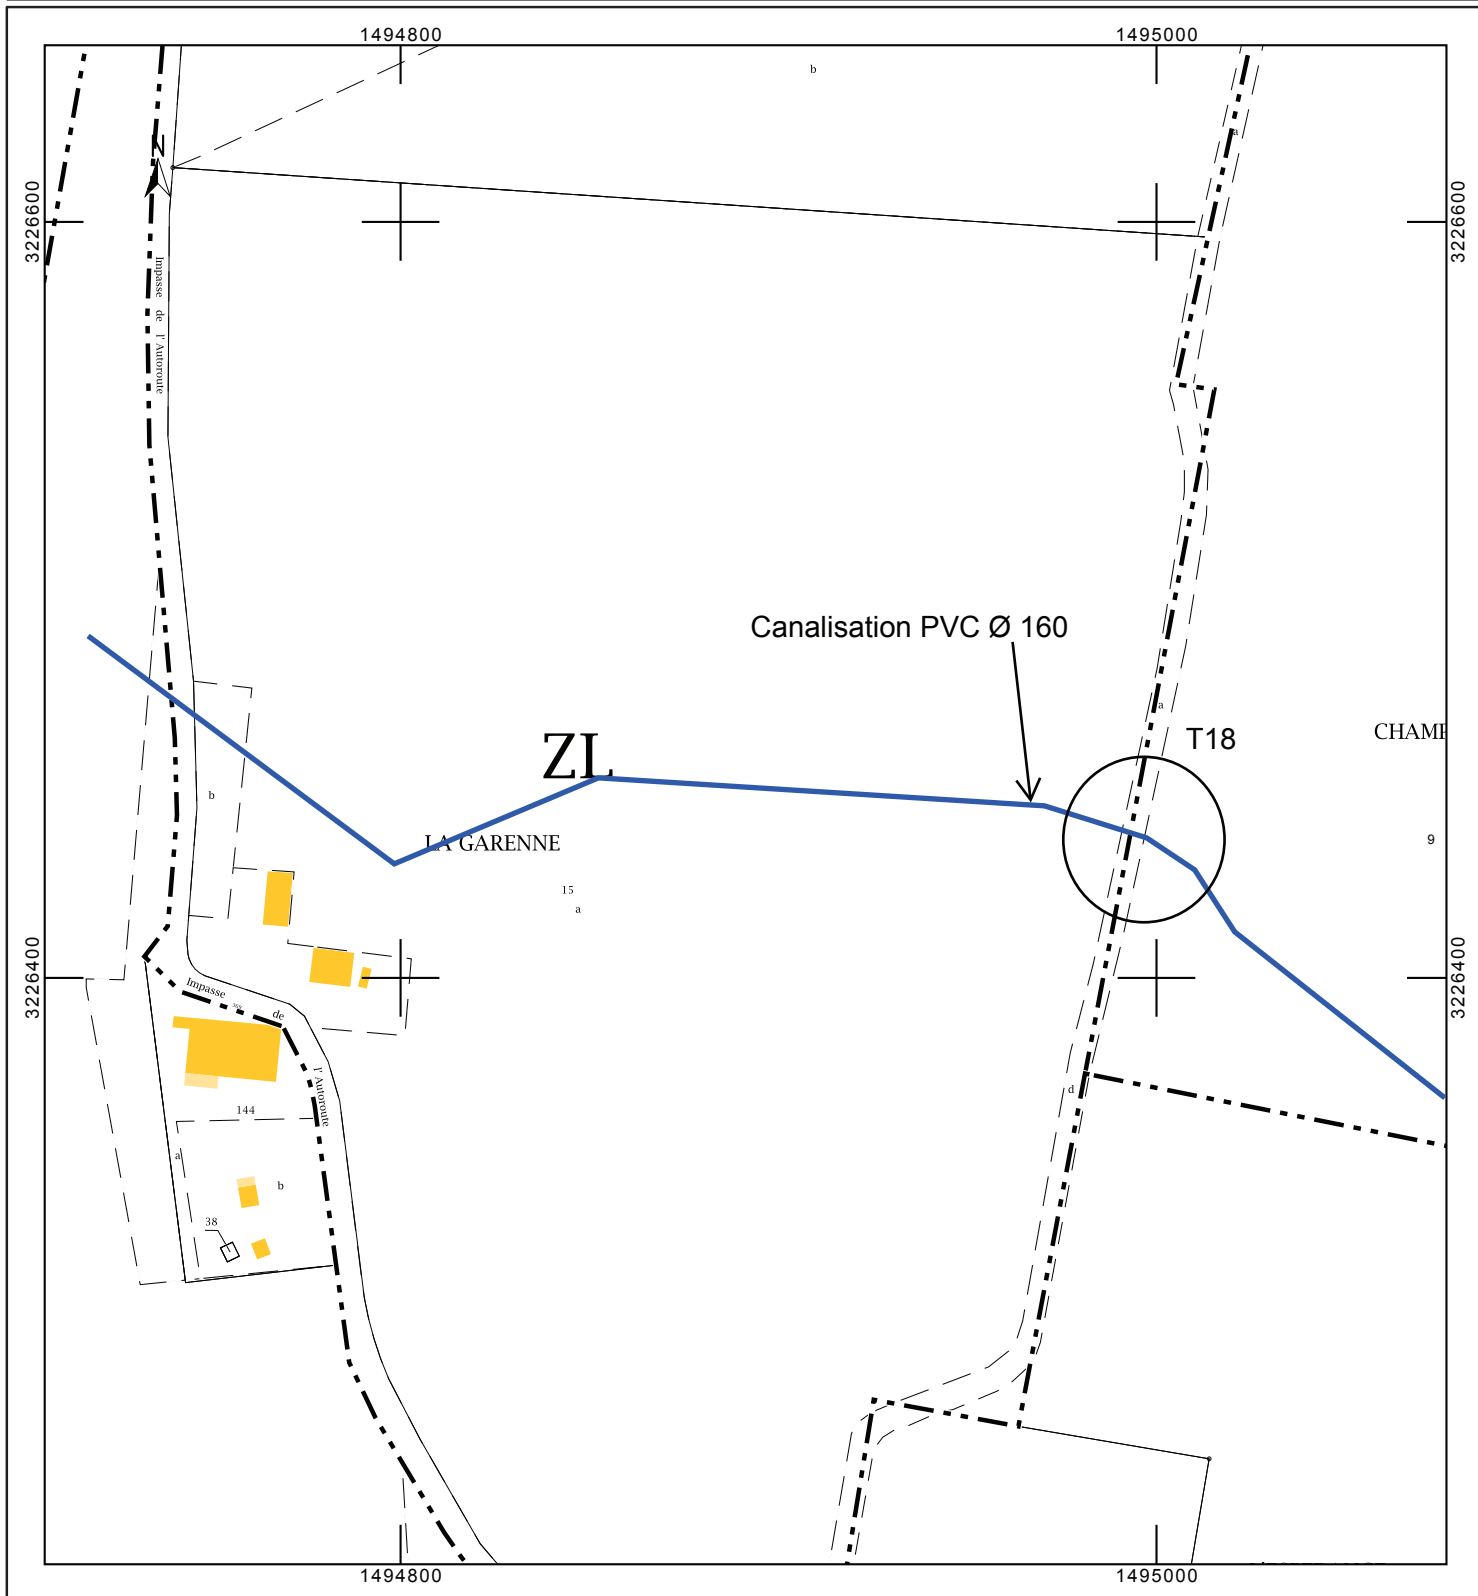 1494800
1495000
b
a
N
3226600
3226600
Impasse de l' Autoroute
Canalisation PVC Ø 160
a
T18
CHAMP
ZL
b
LA GARENNE
9
15
a
3226400
3226400
Impasse
de
l' Autoroute
d
144
a
b
38
1494800
1495000